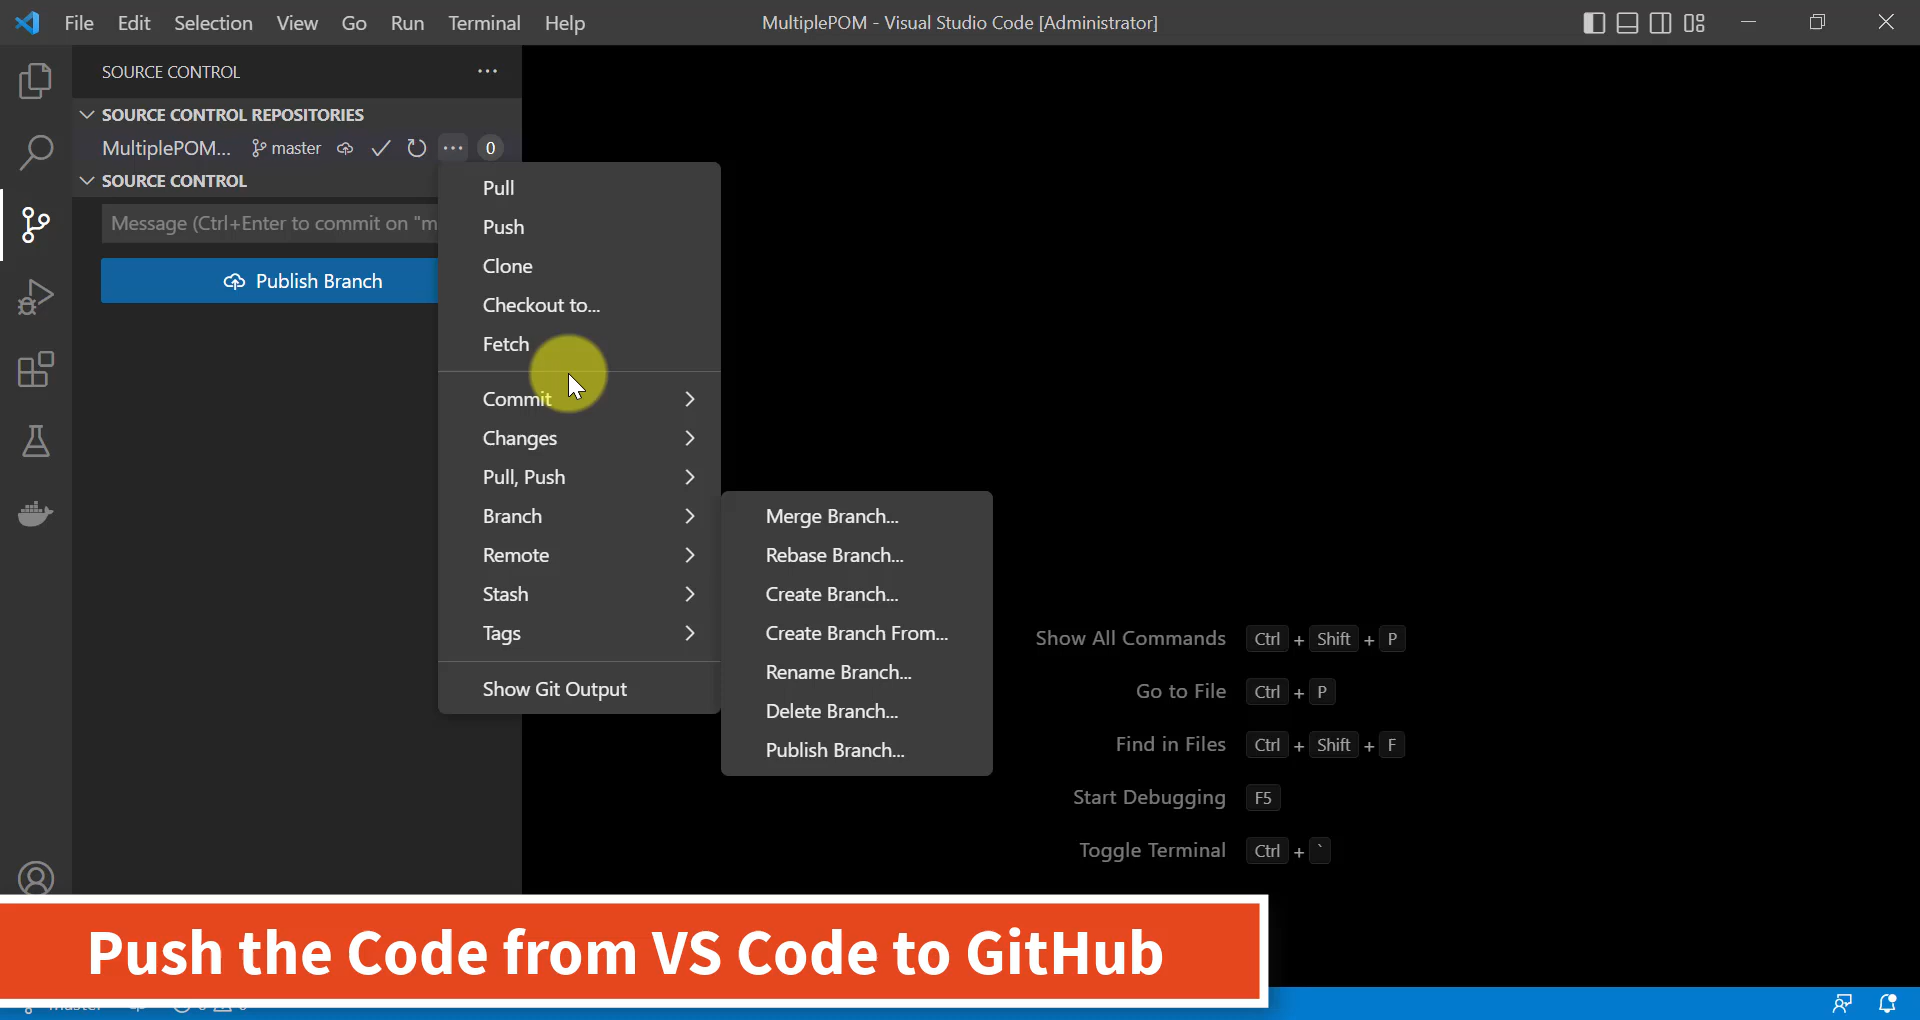 File Edit Selection View Go Run Terminal Help MultiplePOM - Visual Studio Code [Administrator]
SOURCE CONTROL ...
SOURCE CONTROL REPOSITORIES
MultiplePOM... master ... 0
SOURCE CONTROL
Message (Ctrl+Enter to commit on "m
Publish Branch
Pull
Push
Clone
Checkout to...
Fetch
Commit
Changes
Pull, Push
Branch
Remote
Stash
Tags
Show Git Output
Merge Branch...
Rebase Branch...
Create Branch...
Create Branch From...
Rename Branch...
Delete Branch...
Publish Branch...
Show All Commands Ctrl + Shift + P
Go to File Ctrl + P
Find in Files Ctrl + Shift + F
Start Debugging F5
Toggle Terminal Ctrl + `
Push the Code from VS Code to GitHub